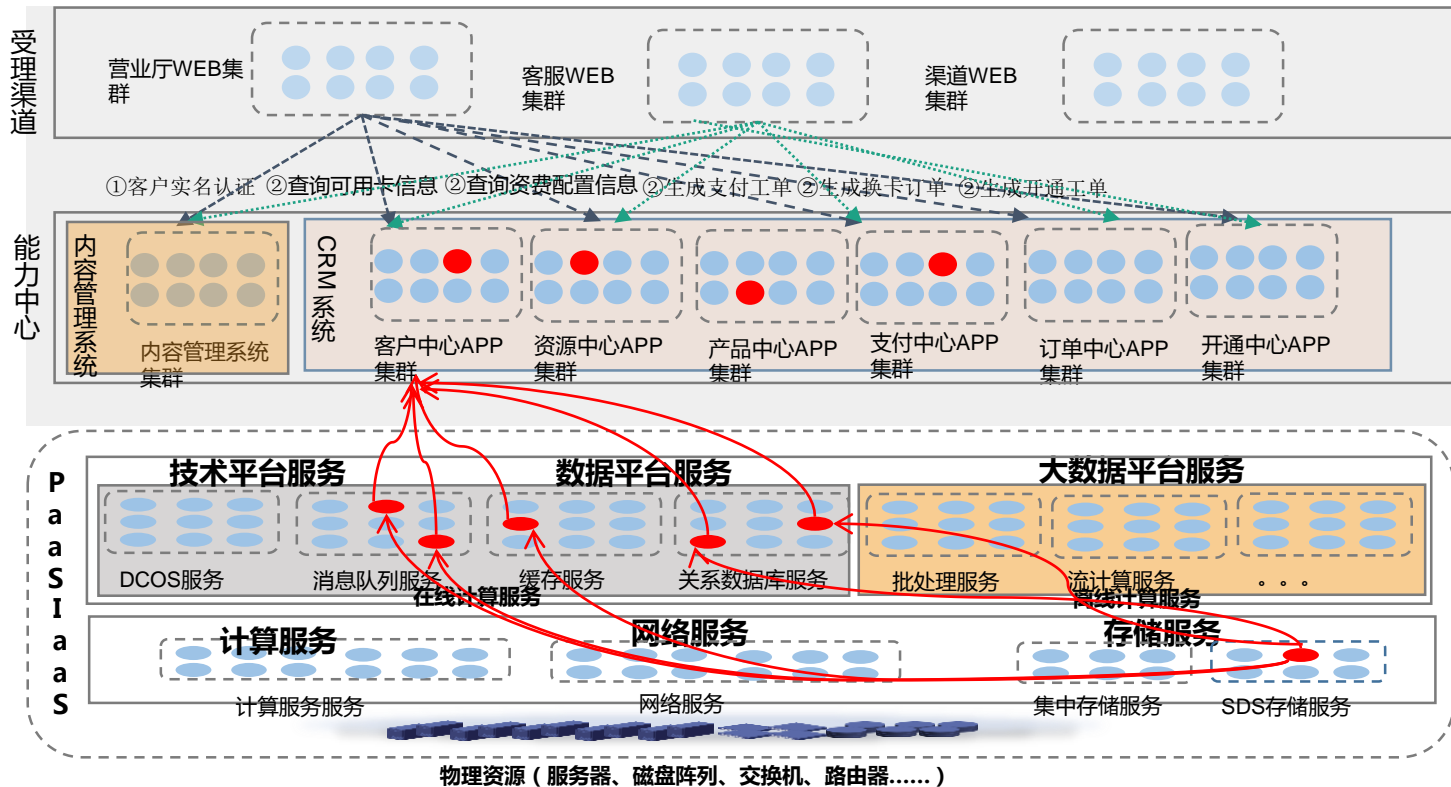 受理渠道
营业厅WEB集
群
客服WEB
集群
渠道WEB
集群
①客户实名认证 ②查询可用卡信息 ②查询资费配置信息 ②生成支付工单 ②生成换卡订单 ②生成开通工单
能力中心
内容管理系统
内容管理系统
集群
CRM 系统
客户中心APP
集群
资源中心APP
集群
产品中心APP
集群
支付中心APP
集群
订单中心APP
集群
开通中心APP
集群
PaaSIaaS
技术平台服务
数据平台服务
大数据平台服务
DCOS服务
消息队列服务
缓存服务
关系数据库服务
批处理服务
流计算服务
。。。
在线计算服务
离线计算服务
计算服务
网络服务
存储服务
计算服务服务
网络服务
集中存储服务
SDS存储服务
物理资源（服务器、磁盘阵列、交换机、路由器……）